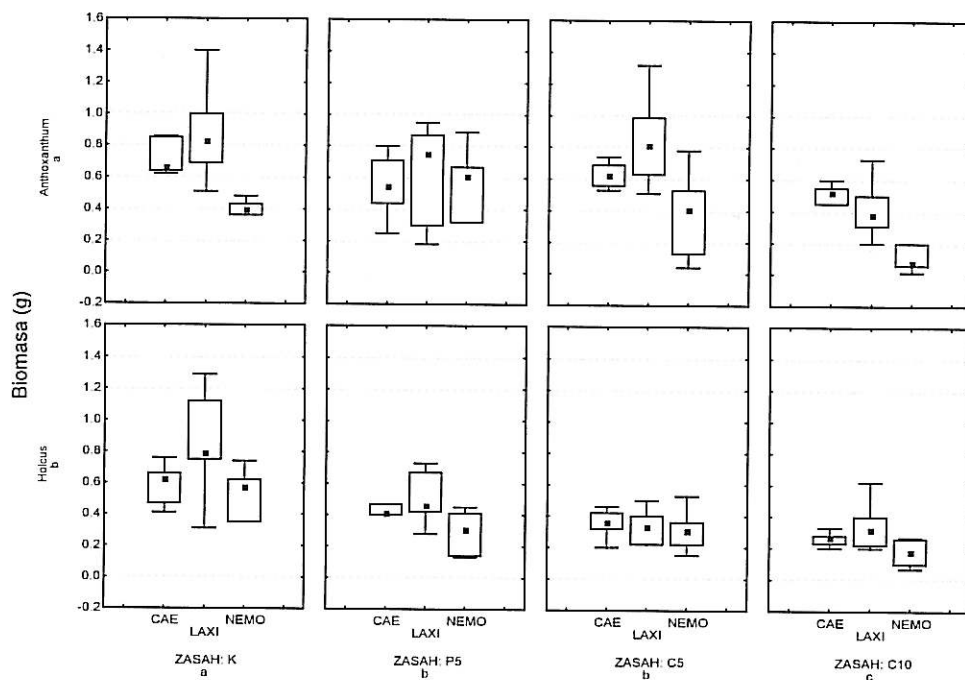 Biomasa (g)
Anthoxanthum
a
1.6
1.4
1.2
1.0
0.8
0.6
0.4
0.2
0.0
-0.2
Holcus
b
1.6
1.4
1.2
1.0
0.8
0.6
0.4
0.2
0.0
-0.2
CAE NEMO
LAXI
ZASAH: K
a
CAE NEMO
LAXI
ZASAH: P5
b
CAE NEMO
LAXI
ZASAH: C5
b
CAE NEMO
LAXI
ZASAH: C10
c